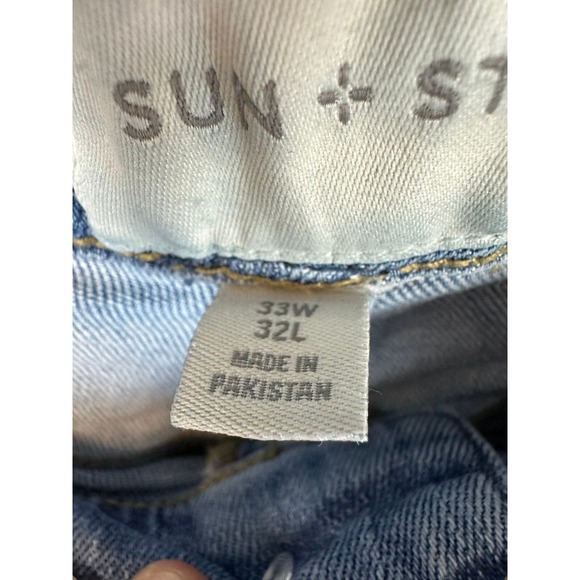 SUN + ST
33W
32L
MADE IN
PAKISTAN